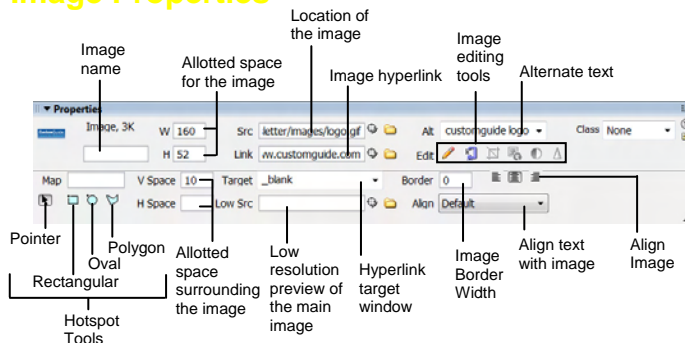 Image Properties
Location of
the image
Image
name
Allotted space
for the image
Image hyperlink
Image
editing
tools
Alternate text
Properties
Image, 3K
W 160
Src letter/images/logo.gif
Alt customguide logo
Class None
H 52
Link ww.customguide.com
Edit
Map
V Space 10
Target _blank
Border 0
H Space
Low Src
Align Default
Pointer
Rectangular
Oval
Polygon
Hotspot
Tools
Allotted
space
surrounding
the image
Low
resolution
preview of
the main
image
Hyperlink
target
window
Image
Border
Width
Align text
with image
Align
Image